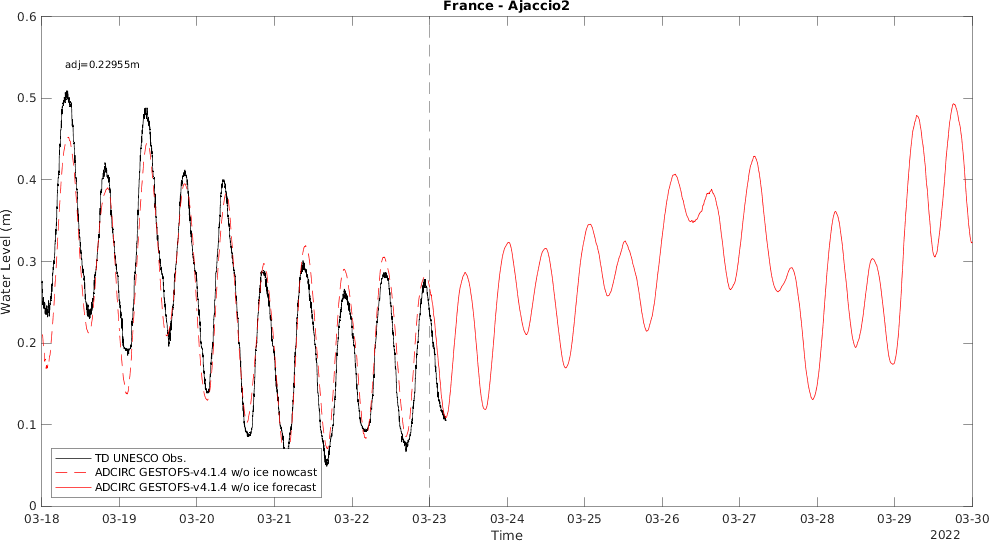 France - Ajaccio2
adj=0.22955m
Water Level (m)
0.6
0.5
0.4
0.3
0.2
0.1
0
TD UNESCO Obs.
ADCIRC GESTOFS-v4.1.4 w/o ice nowcast
ADCIRC GESTOFS-v4.1.4 w/o ice forecast
03-18 03-19 03-20 03-21 03-22 03-23 03-24 03-25 03-26 03-27 03-28 03-29 03-30
Time
2022